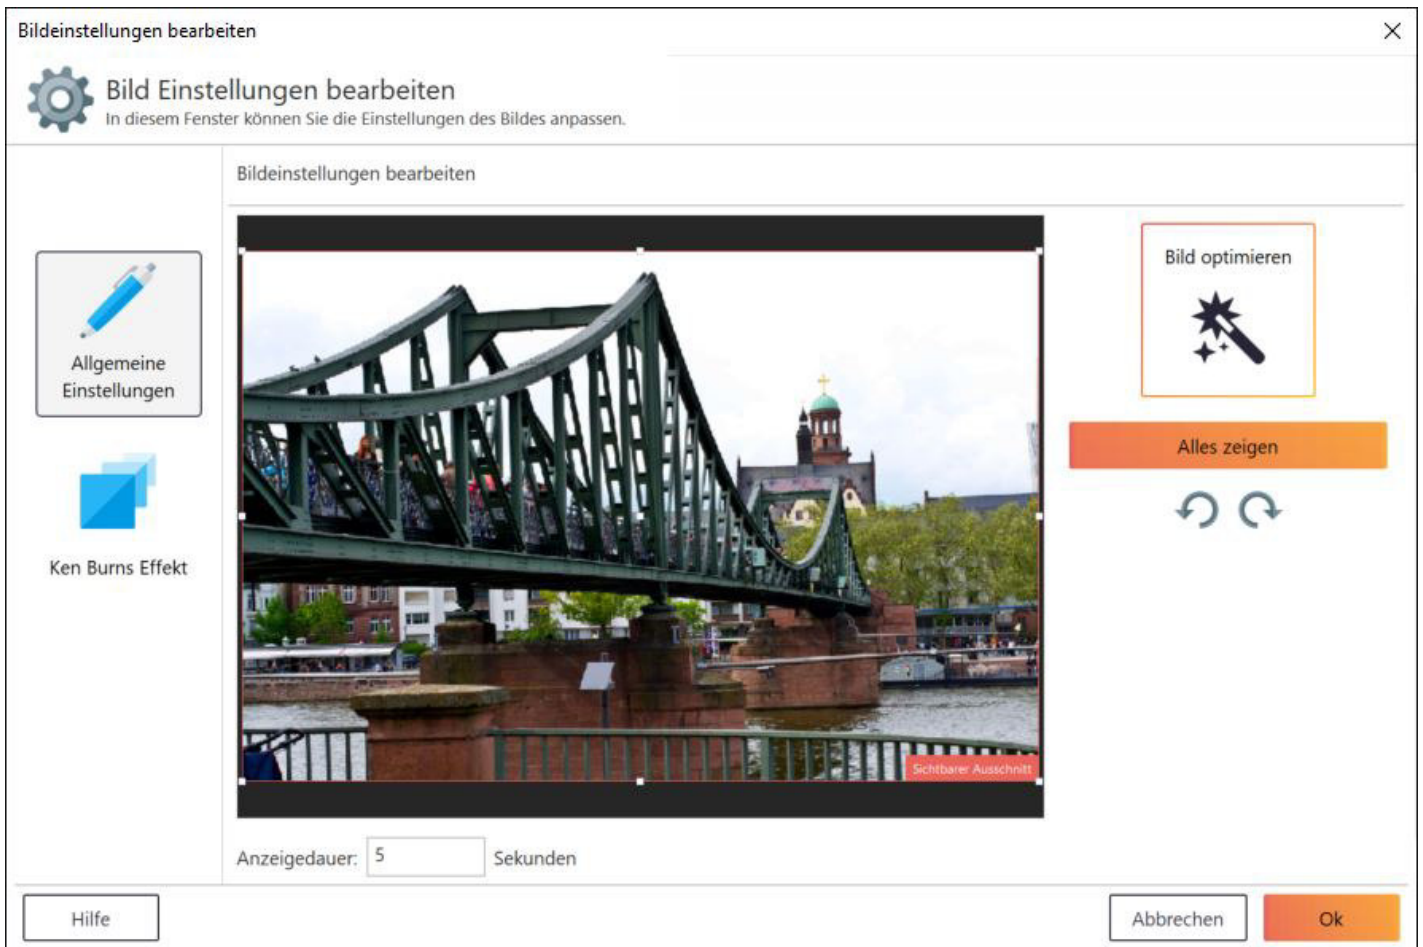 Bildeinstellungen bearbeiten
Bild Einstellungen bearbeiten
In diesem Fenster können Sie die Einstellungen des Bildes anpassen.
Bildeinstellungen bearbeiten
Allgemeine
Einstellungen
Ken Burns Effekt
Bild optimieren
Alles zeigen
Sichtbarer Ausschnitt
Anzeigedauer: 5 Sekunden
Hilfe
Abbrechen
Ok